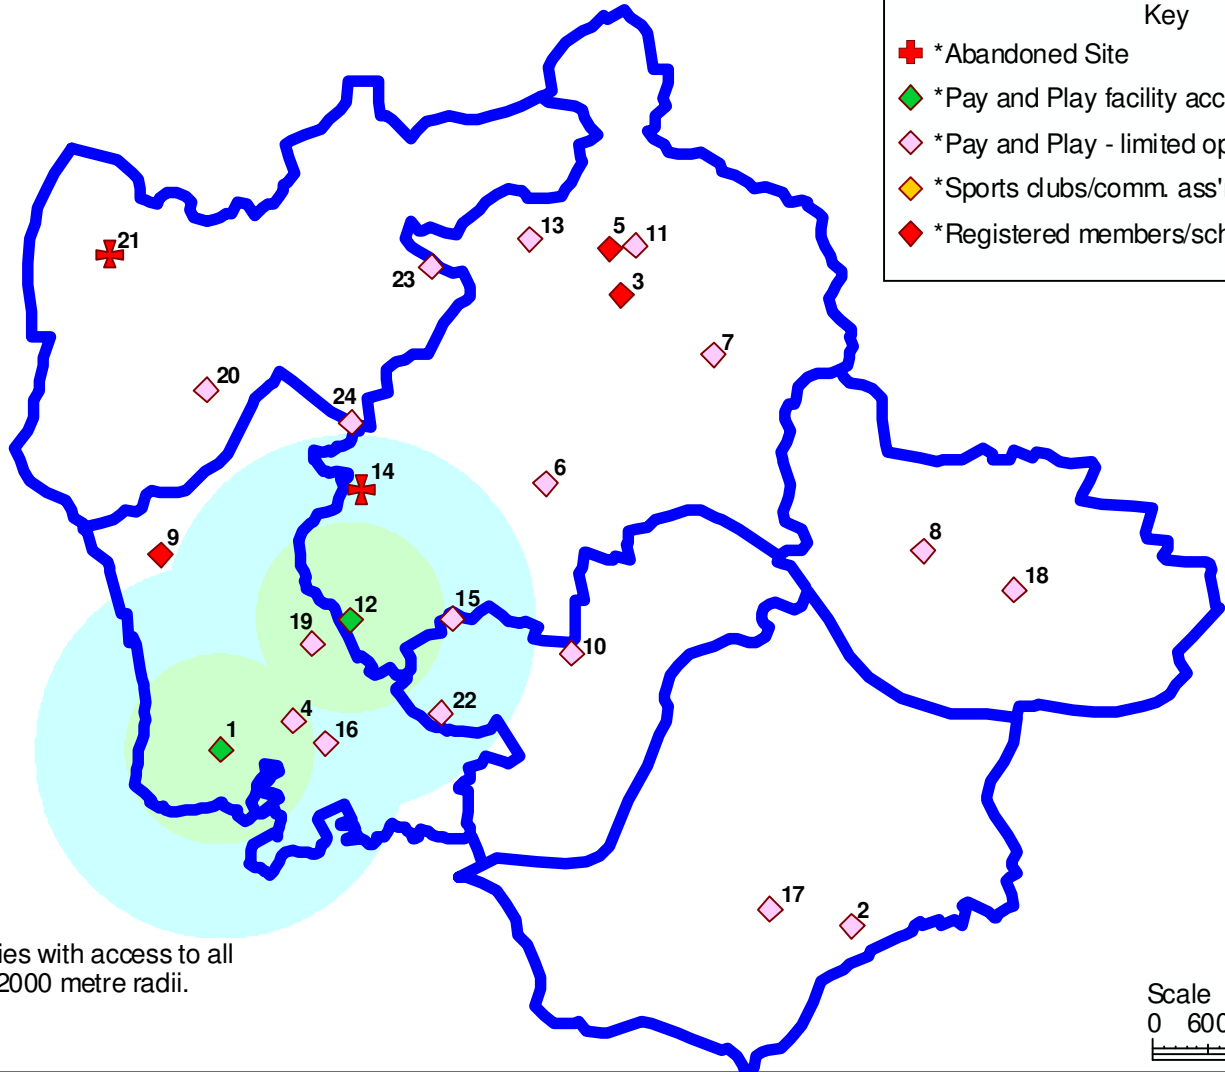 Key
*Abandoned Site
*Pay and Play facility acc
*Pay and Play - limited op
*Sports clubs/comm. ass'
*Registered members/sch
13
5
11
21
23
3
7
20
24
14
6
9
8
18
12
15
19
10
4
22
1
16
17
2
ies with access to all
2000 metre radii.
Scale
0 600